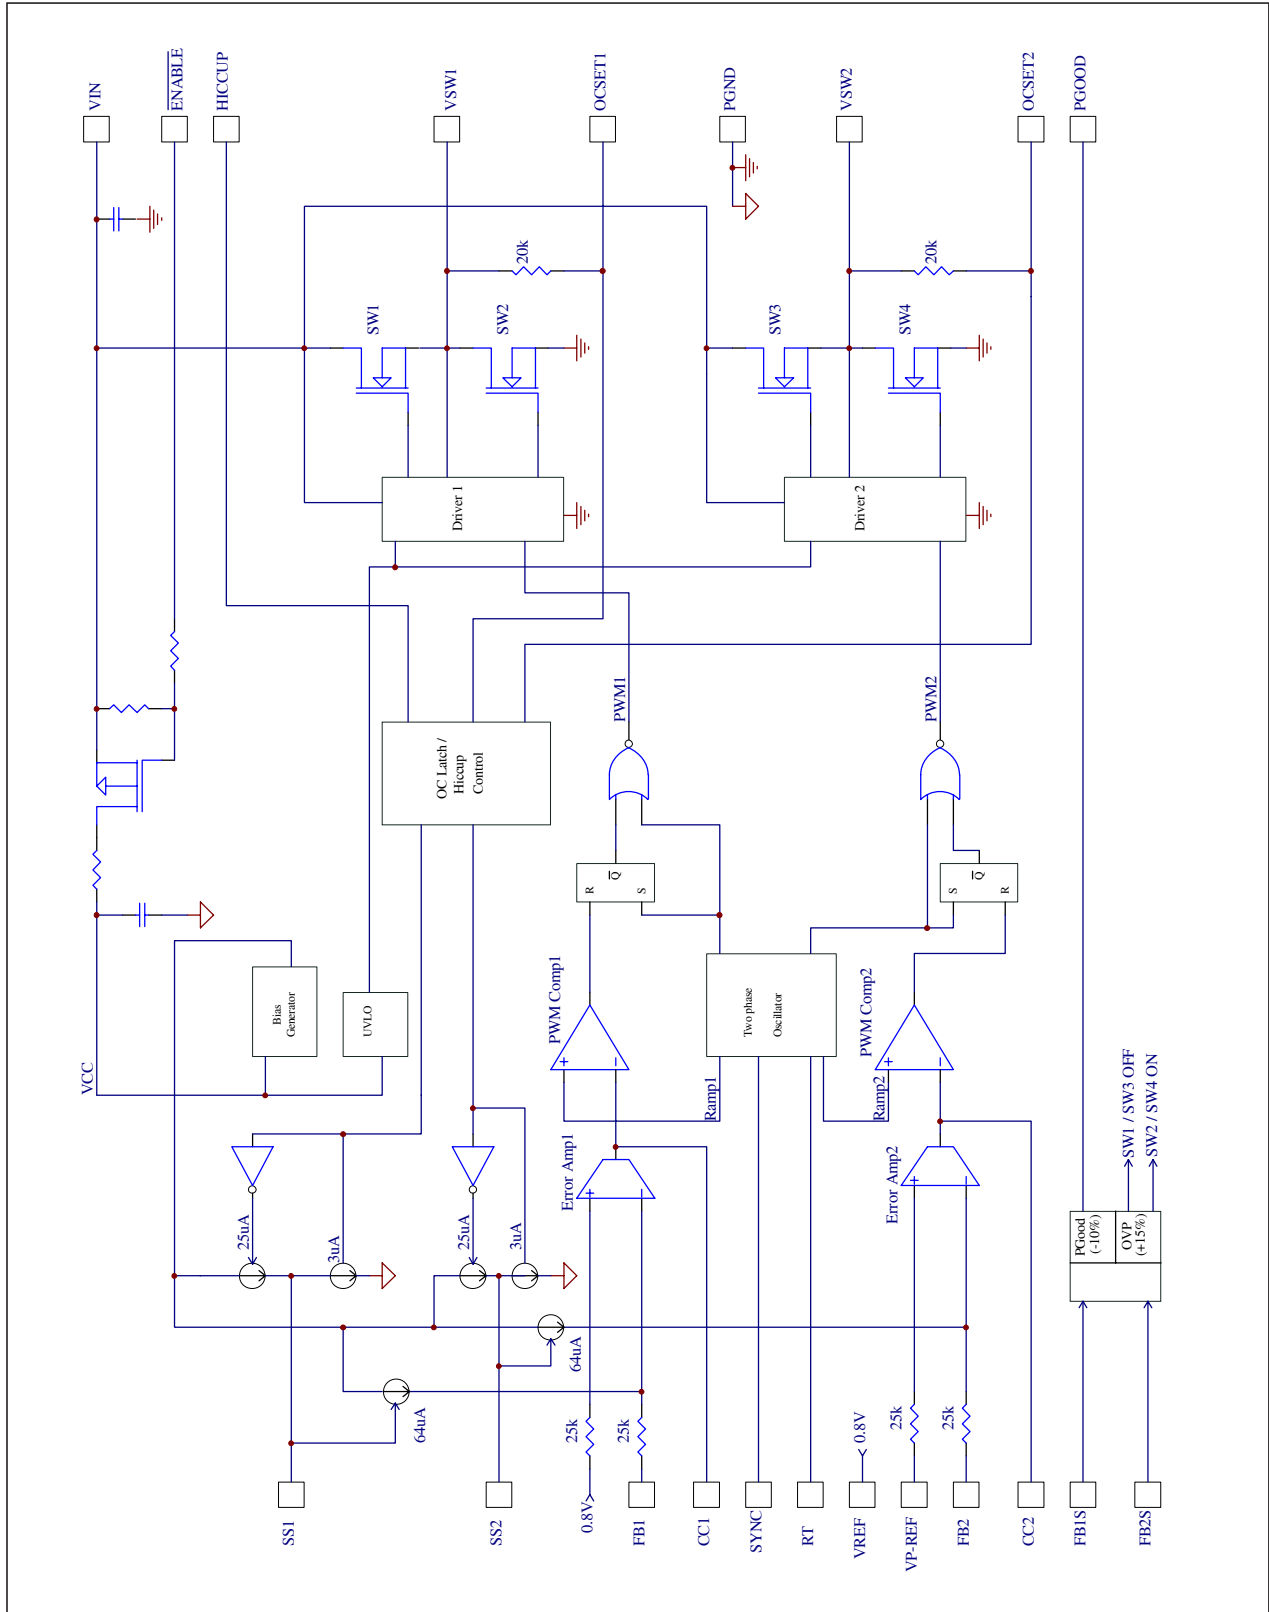 VIN
ENABLE
HICCUP
VSW1
OCSET1
PGND
VSW2
OCSET2
PGOOD
20k
20k
SW1
SW2
SW3
SW4
Driver 1
Driver 2
OC Latch /
Hiccup
Control
PWM1
PWM2
R
Q
S
S
Q
R
Bias
Generator
UVLO
VCC
PWM Comp1
+
-
Two phase
Oscillator
PWM Comp2
+
-
Ramp1
Ramp2
Error Amp1
+
-
Error Amp2
+
-
25uA
3uA
25uA
3uA
64uA
64uA
25k
25k
0.8V
25k
25k
PGood
(-10%)
OVP
(+15%)
SW1 / SW3 OFF
SW2 / SW4 ON
SS1
SS2
0.8V
FB1
CC1
SYNC
RT
VREF
VP-REF
FB2
CC2
FB1S
FB2S